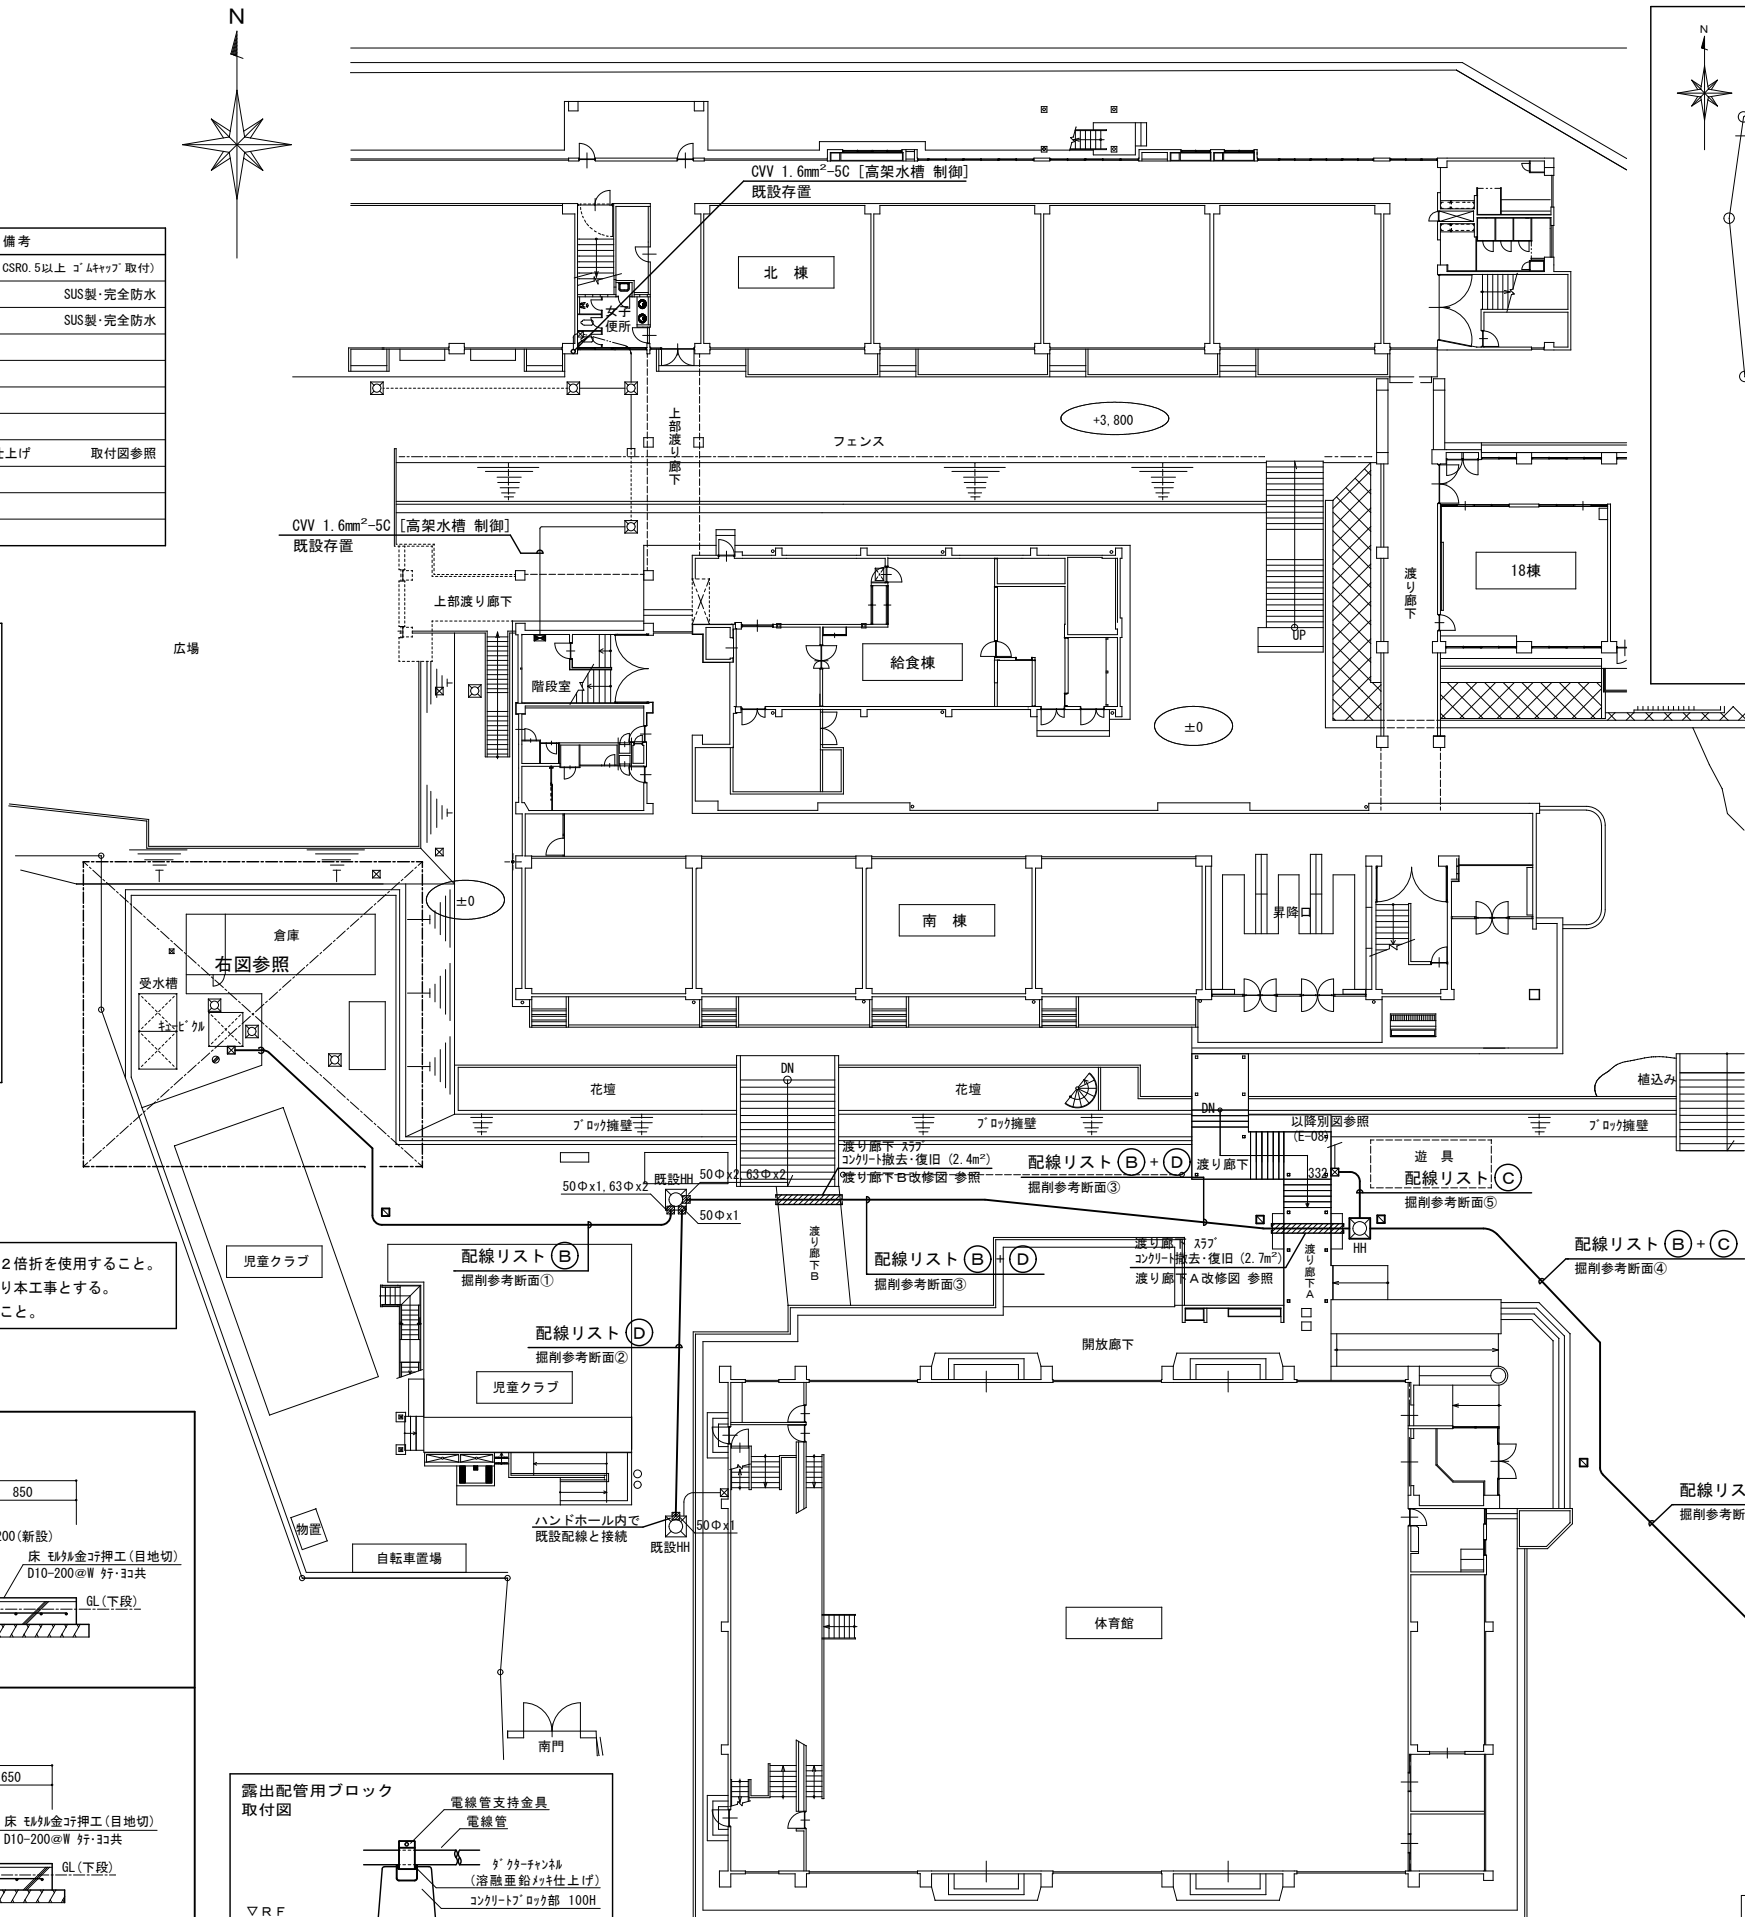 N
N
備考
CSR0.5以上 ｺﾞﾑｷｬｯﾌﾟ取付)
SUS製･完全防水
SUS製･完全防水
仕上げ 取付図参照
CVV 1.6mm²-5C [高架水槽 制御]
既設存置
北 棟
女子
便所
上部渡り廊下
フェンス
+3,800
CVV 1.6mm²-5C [高架水槽 制御]
既設存置
上部渡り廊下
広場
階段室
給食棟
UP
渡り廊下
18棟
±0
±0
南 棟
昇降口
倉庫
右図参照
受水槽
ｷｭｰﾋﾞｸﾙ
花壇
DN
花壇
DN
植込み
ﾌﾞﾛｯｸ擁壁
ﾌﾞﾛｯｸ擁壁
以降別図参照
(E-08)
ﾌﾞﾛｯｸ擁壁
渡り廊下 ｽﾗﾌﾞ
ｺﾝｸﾘｰﾄ撤去･復旧 (2.4m²)
渡り廊下Ｂ改修図 参照
配線リスト Ｂ + Ｄ
掘削参考断面③
渡り廊下
332
遊 具
配線リスト Ｃ
掘削参考断面⑤
既設HH
50Φx2,63Φx2
50Φx1,63Φx2
50Φx1
渡り廊下Ｂ
配線リスト Ｂ
掘削参考断面①
配線リスト Ｂ + Ｄ
掘削参考断面③
渡り廊下 ｽﾗﾌﾞ
ｺﾝｸﾘｰﾄ撤去･復旧 (2.7m²)
渡り廊下Ａ改修図 参照
渡り廊下Ａ
HH
配線リスト Ｂ + Ｃ
掘削参考断面④
２倍折を使用すること。
り本工事とする。
こと。
児童クラブ
配線リスト Ｄ
掘削参考断面②
児童クラブ
開放廊下
配線リス
掘削参考断
850
200(新設)
床 ﾓﾙﾀﾙ金ｺﾃ押工(目地切)
D10-200@W ﾀﾃ･ﾖｺ共
GL(下段)
物置
自転車置場
ハンドホール内で
既設配線と接続
50Φx1
既設HH
体育館
南門
650
床 ﾓﾙﾀﾙ金ｺﾃ押工(目地切)
D10-200@W ﾀﾃ･ﾖｺ共
GL(下段)
露出配管用ブロック
取付図
電線管支持金具
電線管
ﾀﾞｸﾀｰﾁｬﾝﾈﾙ
(溶融亜鉛ﾒｯｷ仕上げ)
ｺﾝｸﾘｰﾄﾌﾞﾛｯｸ部 100H
▽ＲＦ